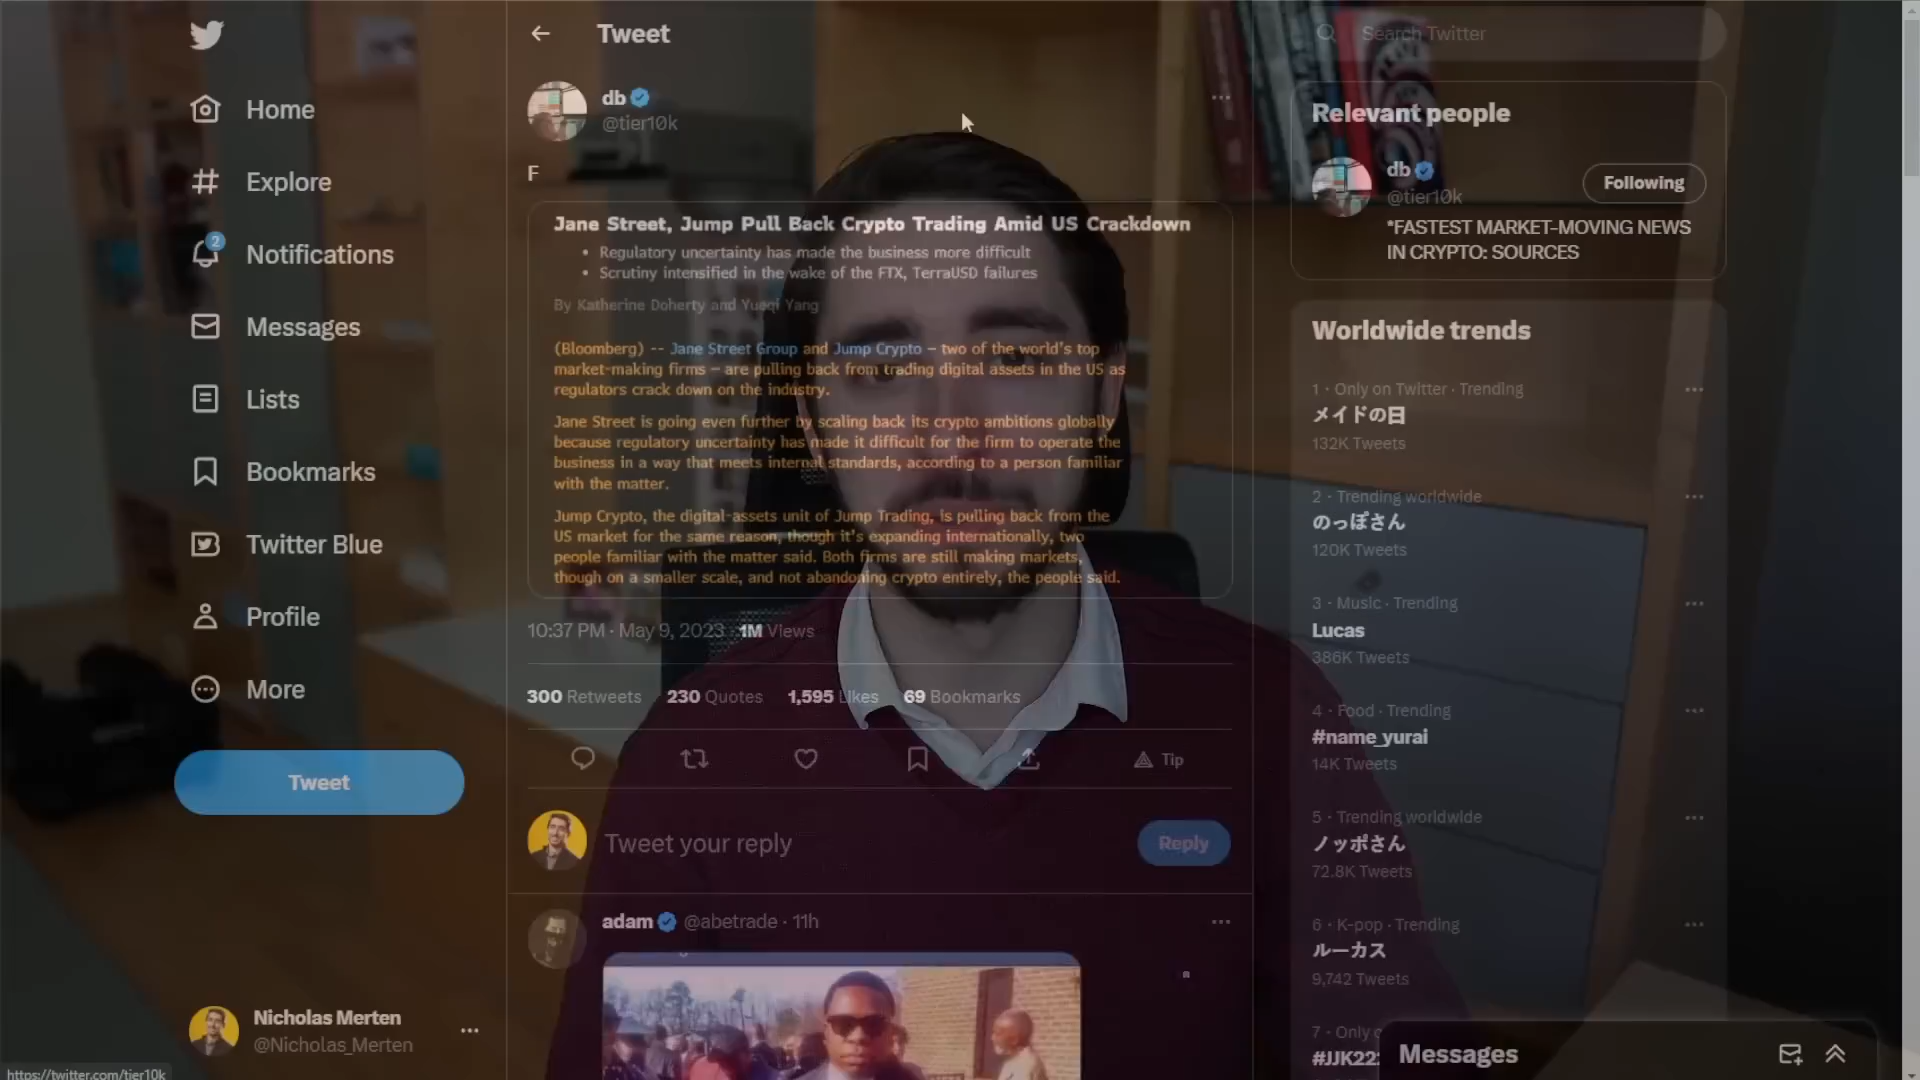 Home
Explore
2
Notifications
Messages
Lists
Bookmarks
Twitter Blue
Profile
More
Tweet
Nicholas Merten
@Nicholas_Merten
https://twitter.com/tier10k
Tweet
db
@tier10k
F
Jane Street, Jump Pull Back Crypto Trading Amid US Crackdown
• Regulatory uncertainty has made the business more difficult
• Scrutiny intensified in the wake of the FTX, TerraUSD failures
By Katherine Doherty and Yueqi Yang
(Bloomberg) -- Jane Street Group and Jump Crypto – two of the world's top
market-making firms – are pulling back from trading digital assets in the US as
regulators crack down on the industry.
Jane Street is going even further by scaling back its crypto ambitions globally
because regulatory uncertainty has made it difficult for the firm to operate the
business in a way that meets internal standards, according to a person familiar
with the matter.
Jump Crypto, the digital-assets unit of Jump Trading, is pulling back from the
US market for the same reason, though it's expanding internationally, two
people familiar with the matter said. Both firms are still making markets,
though on a smaller scale, and not abandoning crypto entirely, the people said.
10:37 PM · May 9, 2023 · 1M Views
300 Retweets 230 Quotes 1,595 Likes 69 Bookmarks
Tip
Tweet your reply
Reply
adam @abetrade · 11h
Search Twitter
Relevant people
db
@tier10k
Following
*FASTEST MARKET-MOVING NEWS
IN CRYPTO: SOURCES
Worldwide trends
1 · Only on Twitter · Trending
メイドの日
132K Tweets
2 · Trending worldwide
のっぽさん
120K Tweets
3 · Music · Trending
Lucas
386K Tweets
4 · Food · Trending
#name_yurai
14K Tweets
5 · Trending worldwide
ノッポさん
72.8K Tweets
6 · K-pop · Trending
ルーカス
9,742 Tweets
7 · Only
#JJK22
Messages